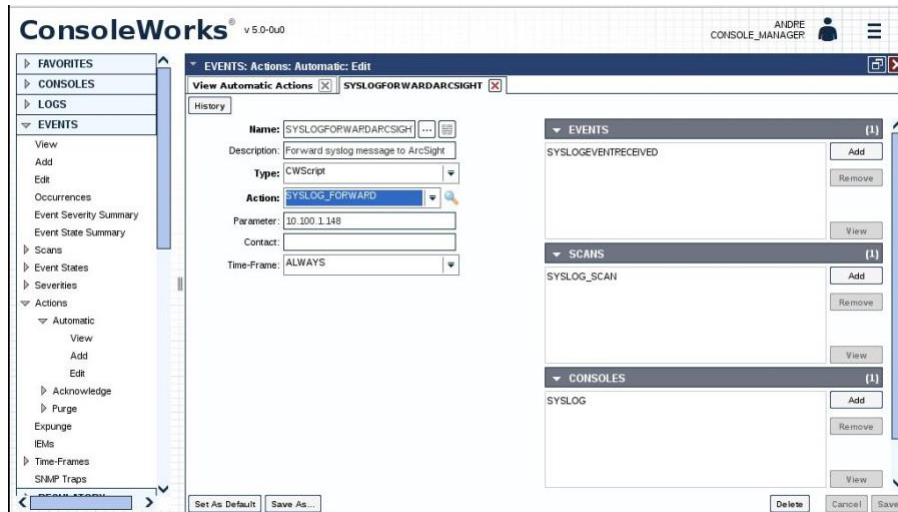 ConsoleWorks® v 5.0-0u0
ANDRE
CONSOLE_MANAGER
FAVORITES
CONSOLES
LOGS
EVENTS
View
Add
Edit
Occurrences
Event Severity Summary
Event State Summary
Scans
Event States
Severities
Actions
Automatic
View
Add
Edit
Acknowledge
Purge
Expunge
IEMs
Time-Frames
SNMP Traps
EVENTS: Actions: Automatic: Edit
View Automatic Actions SYSLOGFORWARDARCSIGHT
History
Name: SYSLOGFORWARDARCSIGH ...
Description: Forward syslog message to ArcSight
Type: CWScript
Action: SYSLOG_FORWARD
Parameter: 10.100.1.148
Contact:
Time-Frame: ALWAYS
EVENTS (1)
SYSLOGEVENTRECEIVED
Add
Remove
View
SCANS (1)
SYSLOG_SCAN
Add
Remove
View
CONSOLES (1)
SYSLOG
Add
Remove
View
Set As Default Save As... Delete Cancel Save